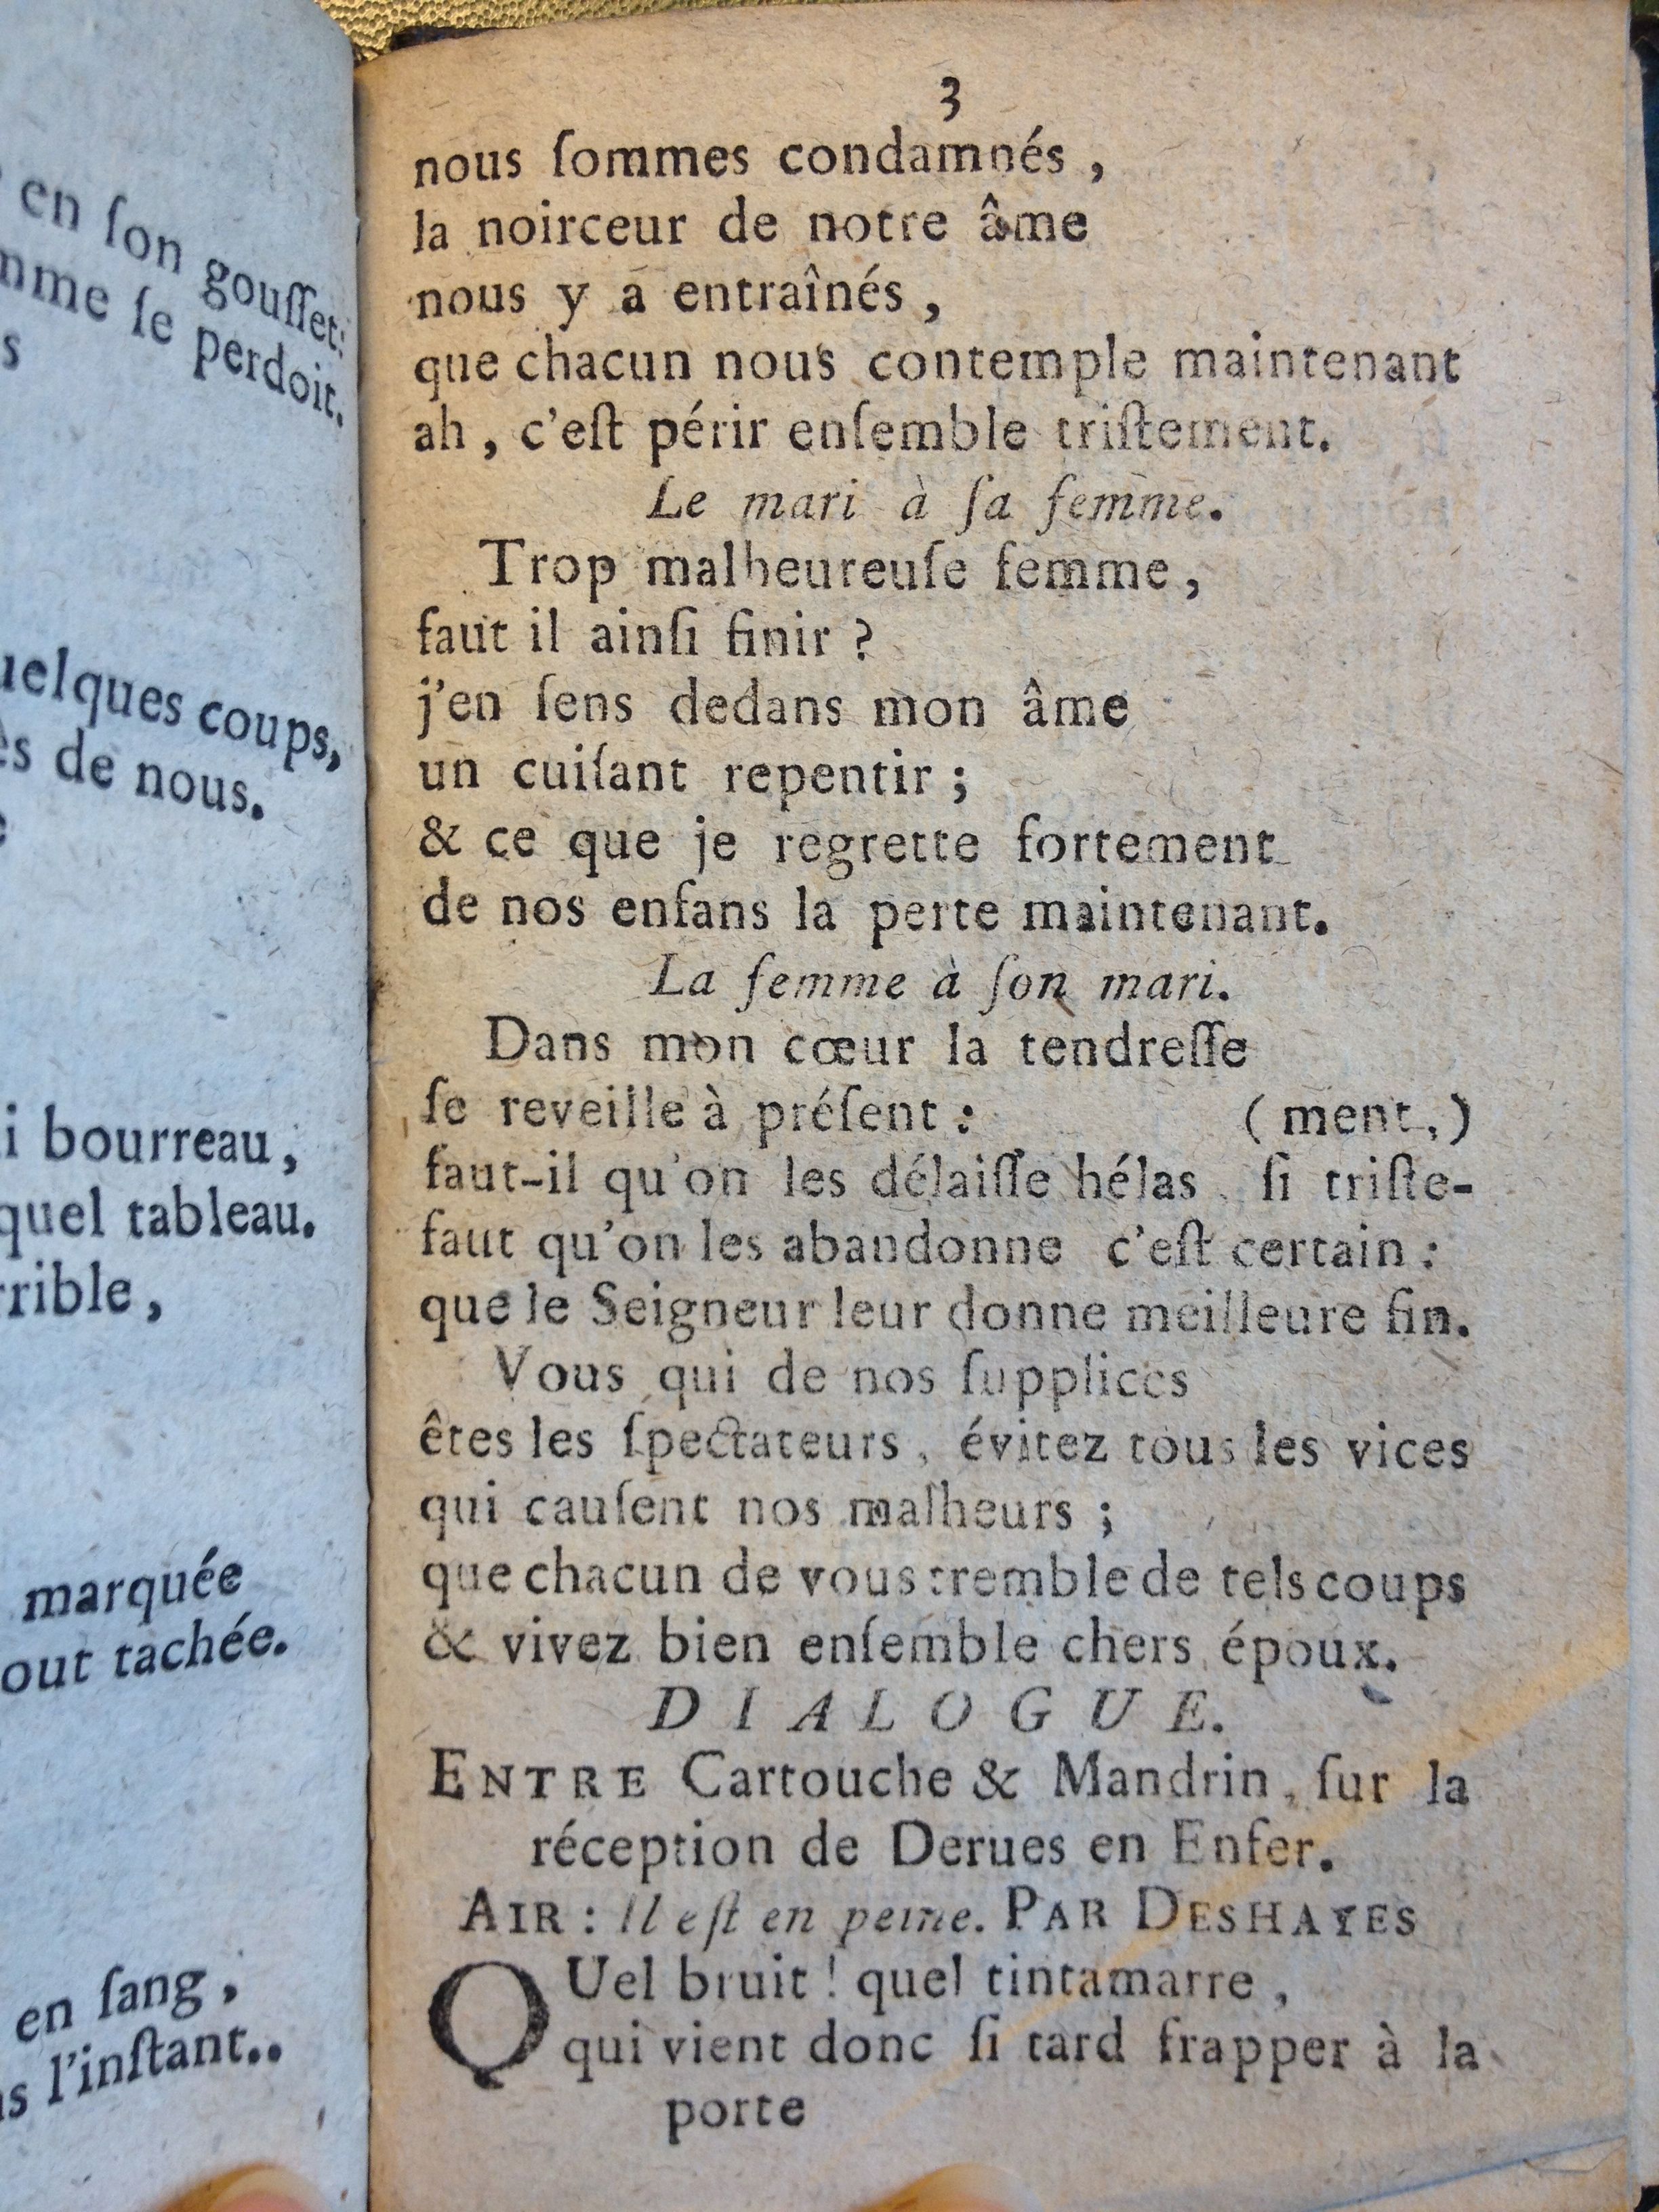 en ſon gouſſet:
mme ſe perdoit.
s
uelques coups,
es de nous.
i bourreau,
quel tableau.
rrible,
marquée
out tachée.
en ſang,
s l'inſtant..
3
nous ſommes condamnés,
la noirceur de notre âme
nous y a entraînés,
que chacun nous contemple maintenant
ah, c'eſt périr enſemble triſtement.
Le mari à ſa femme.
Trop malheureuſe femme,
faut il ainſi finir ?
j'en ſens dedans mon âme
un cuiſant repentir ;
& ce que je regrette fortement
de nos enfans la perte maintenant.
La femme à ſon mari.
Dans mon cœur la tendreſſe
ſe reveille à préſent : (ment,)
faut-il qu'on les délaiſſe hélas ſi triſte-
faut qu'on les abandonne c'eſt certain :
que le Seigneur leur donne meilleure fin.
Vous qui de nos ſupplices
êtes les ſpectateurs, évitez tous les vices
qui cauſent nos malheurs ;
que chacun de vous tremble de tels coups
& vivez bien enſemble chers époux.
DIALOGUE.
ENTRE Cartouche & Mandrin, ſur la
réception de Derues en Enfer.
AIR : Il eſt en peine. PAR DESHAYES
QUel bruit ! quel tintamarre,
qui vient donc ſi tard frapper à la
porte